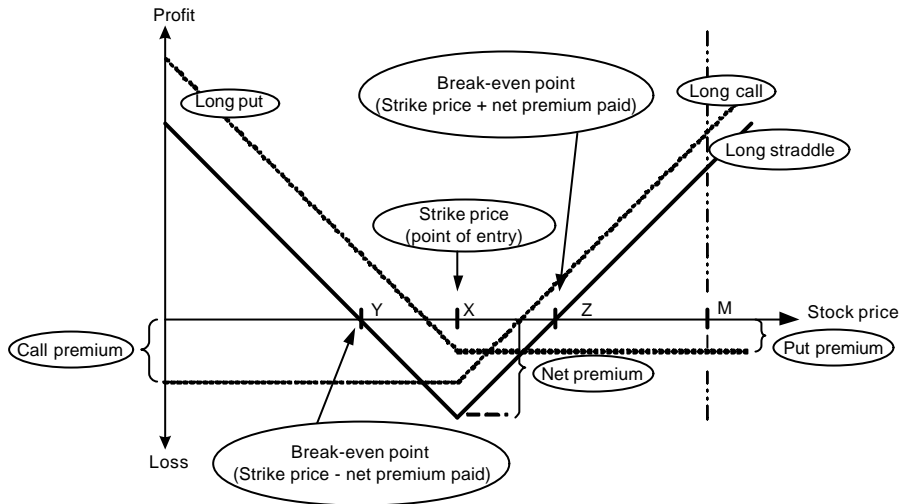 Profit
Long put
Break-even point
(Strike price + net premium paid)
Long call
Long straddle
Strike price
(point of entry)
Y
X
Z
M
Stock price
Call premium
Put premium
Net premium
Break-even point
(Strike price - net premium paid)
Loss